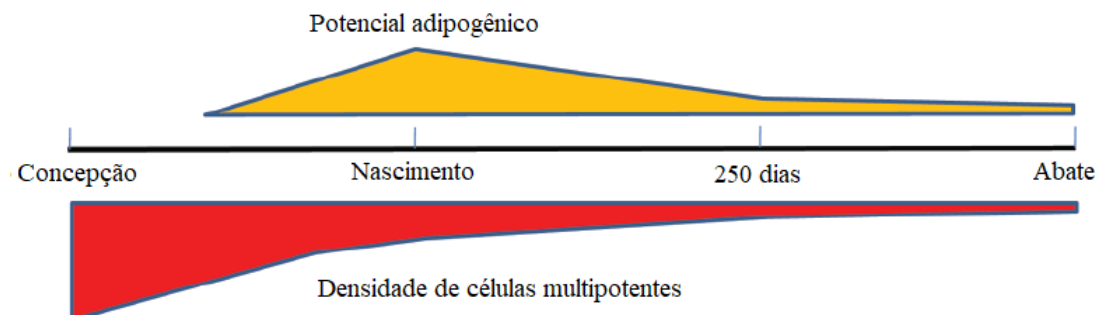 Potencial adipogênico
Concepção Nascimento 250 dias Abate
Densidade de células multipotentes